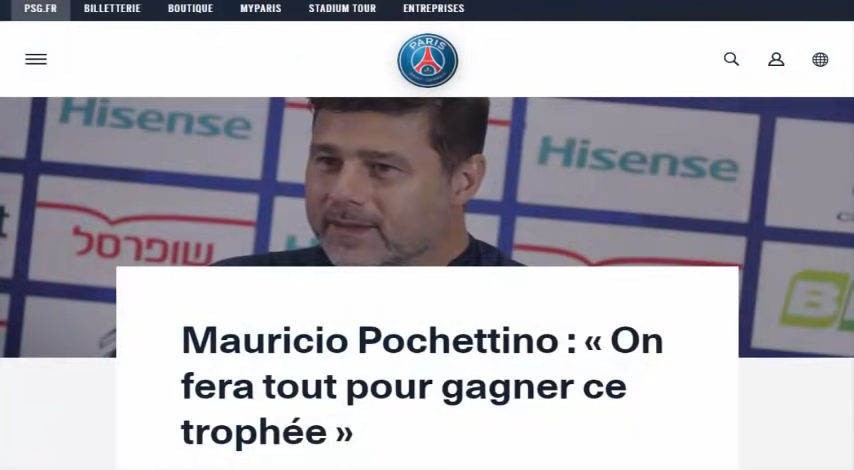 PSG.FR BILLETTERIE BOUTIQUE MYPARIS STADIUM TOUR ENTREPRISES
PARIS
Hisense
Hisense
שופרסל
Mauricio Pochettino : « On
fera tout pour gagner ce
trophée »